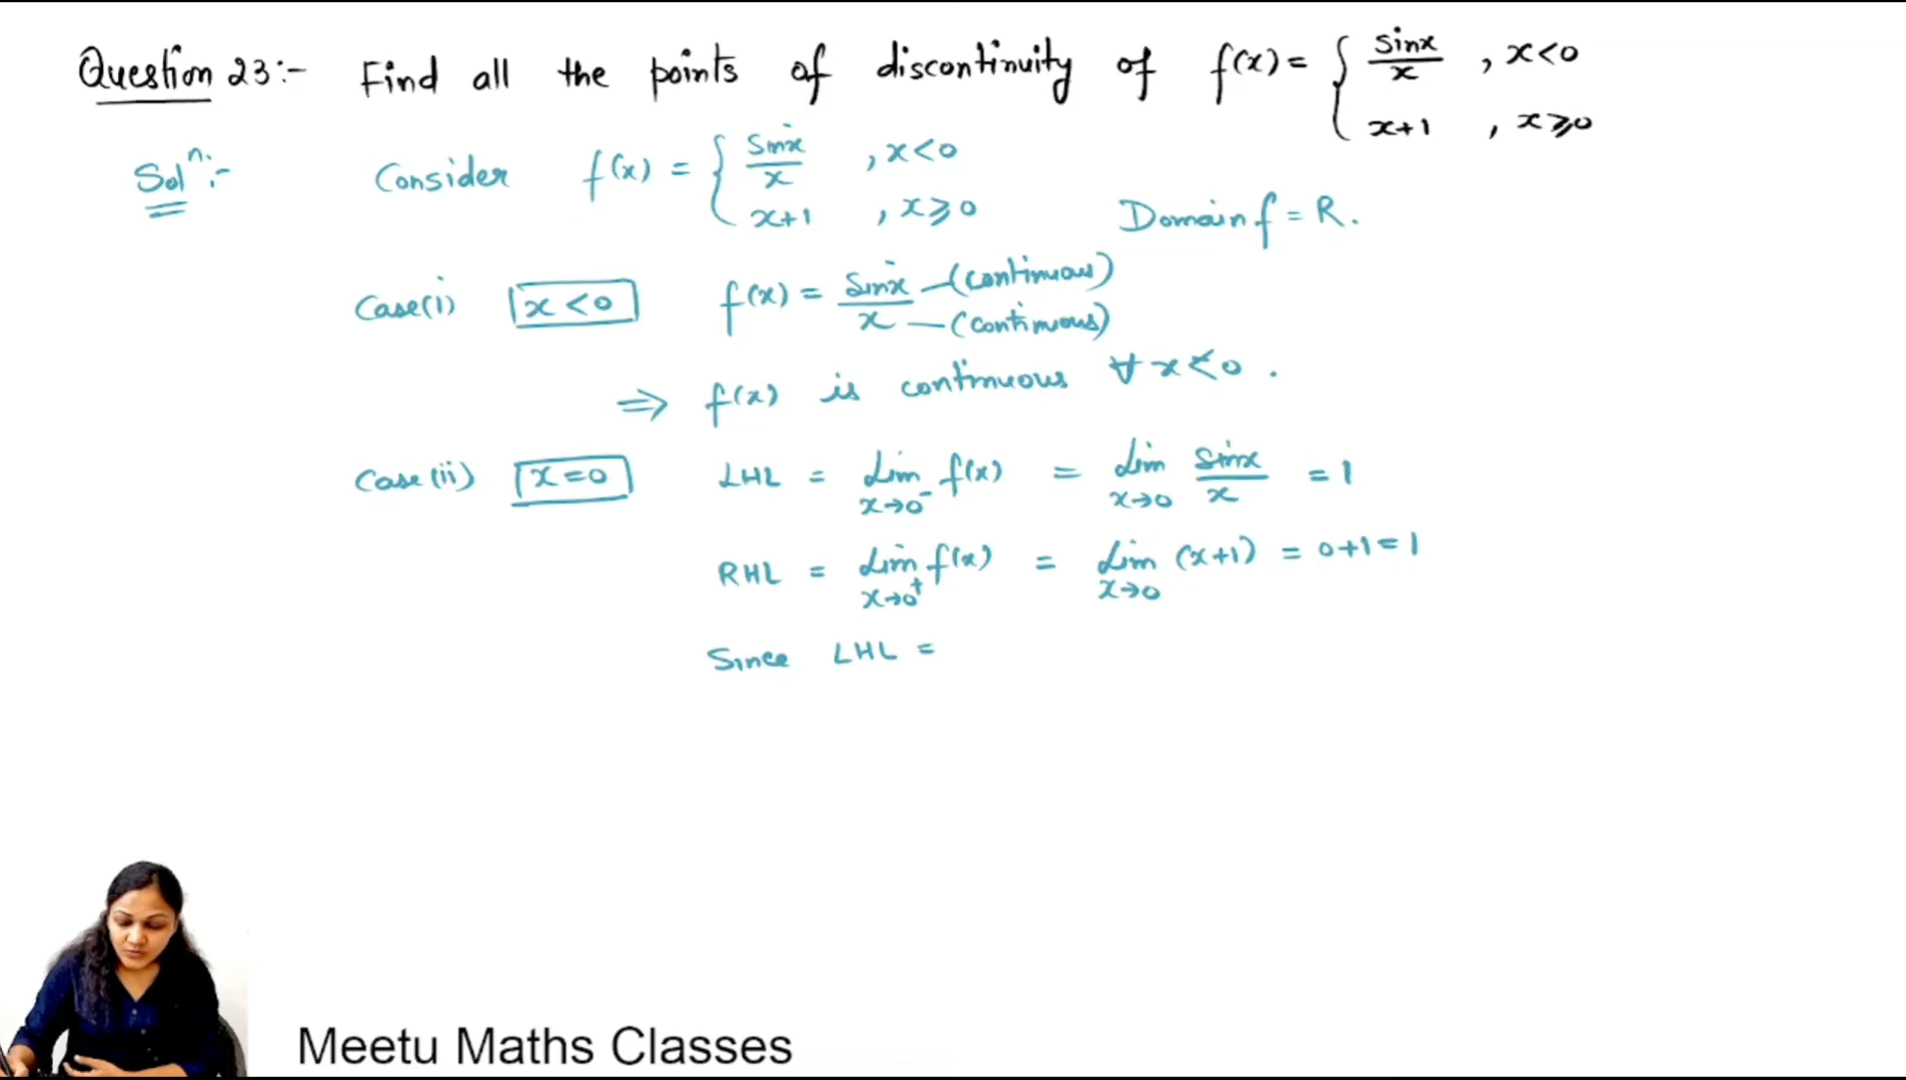 Question 23:- Find all the points of discontinuity of f(x) = { sinx/x , x<0
x+1 , x⩾0
Solⁿ:- Consider f(x) = { sinx/x , x<0
x+1 , x⩾0 Domain f = R.
Case(i) x<0 f(x) = sinx/x —(continuous)
—(continuous)
⇒ f(x) is continuous ∀ x<0 .
Case(ii) x=0 LHL = Lim x→0⁻ f(x) = Lim x→0 sinx/x = 1
RHL = Lim x→0⁺ f(x) = Lim x→0 (x+1) = 0+1=1
Since LHL =
Meetu Maths Classes